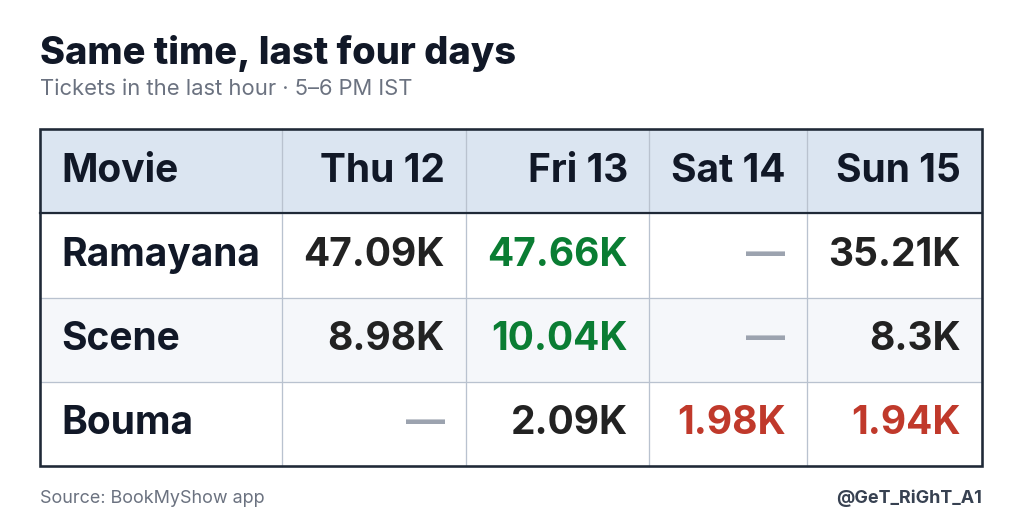 Same time, last four days
Tickets in the last hour · 5–6 PM IST
Movie Thu 12 Fri 13 Sat 14 Sun 15
Ramayana 47.09K 47.66K — 35.21K
Scene 8.98K 10.04K — 8.3K
Bouma — 2.09K 1.98K 1.94K
Source: BookMyShow app @GeT_RiGhT_A1